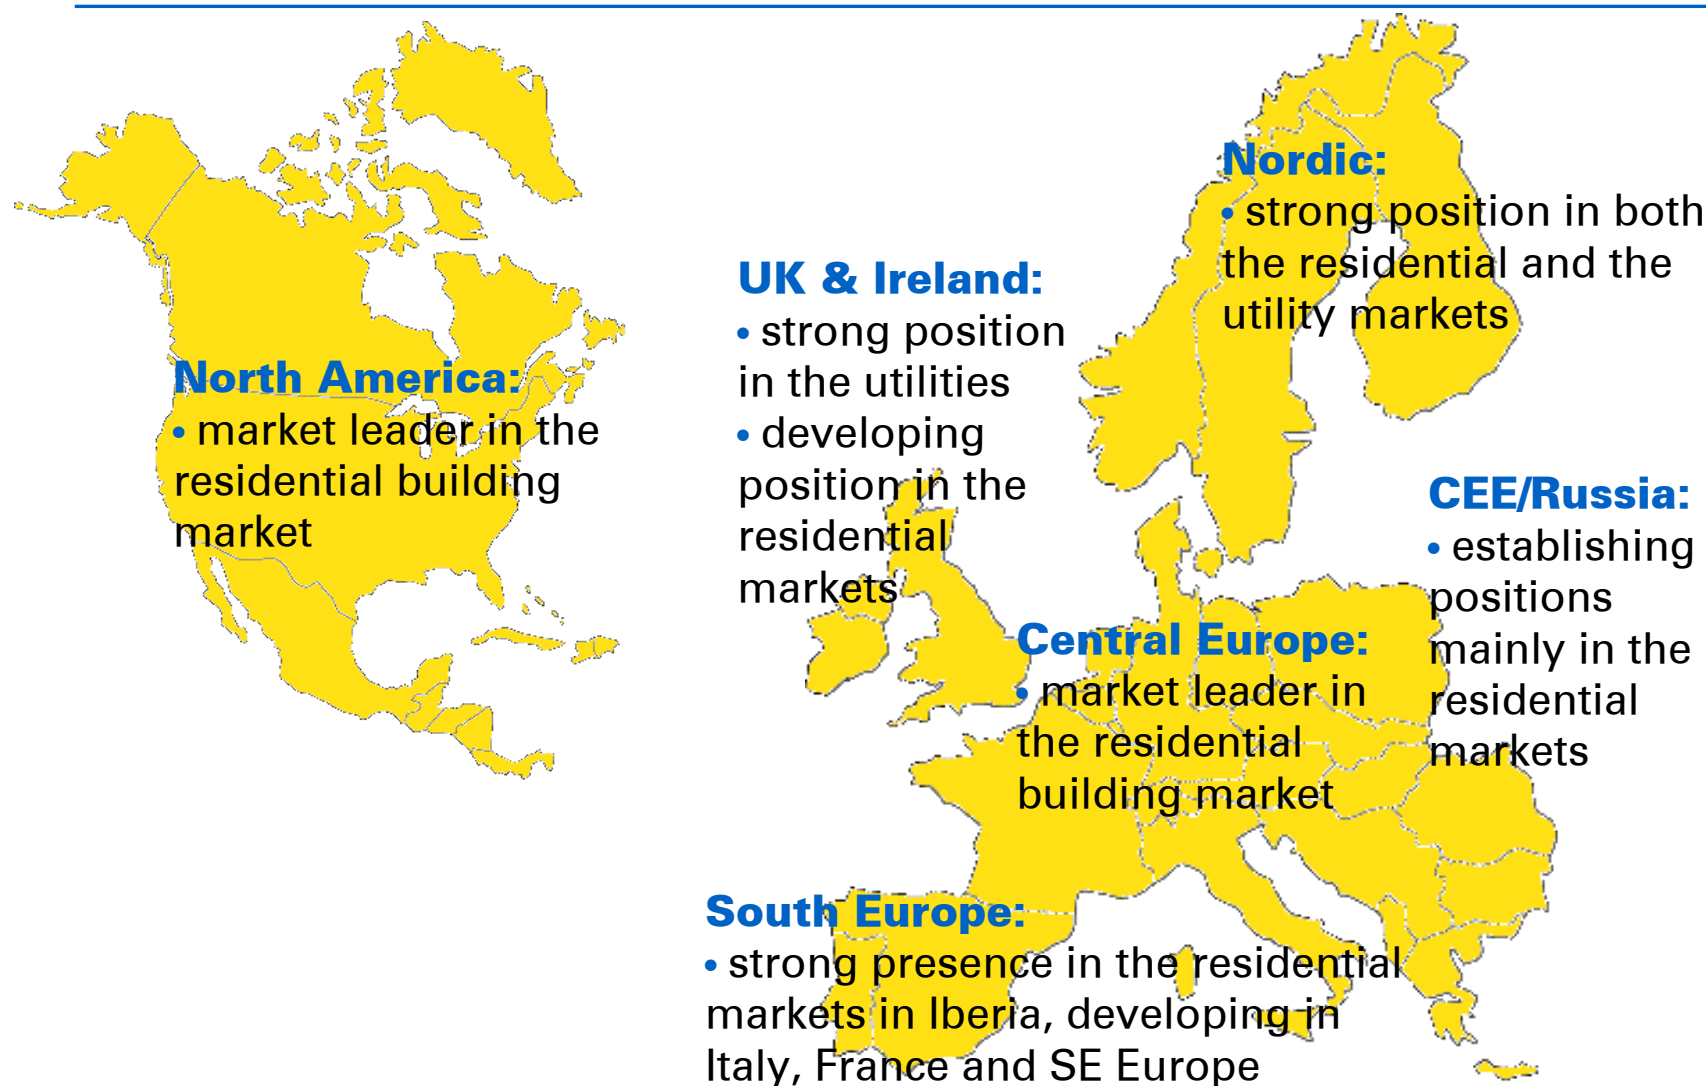 North America:
• market leader in the
residential building
market
UK & Ireland:
• strong position
in the utilities
• developing
position in the
residential
markets
Nordic:
• strong position in both
the residential and the
utility markets
CEE/Russia:
• establishing
positions
mainly in the
residential
markets
Central Europe:
• market leader in
the residential
building market
South Europe:
• strong presence in the residential
markets in Iberia, developing in
Italy, France and SE Europe